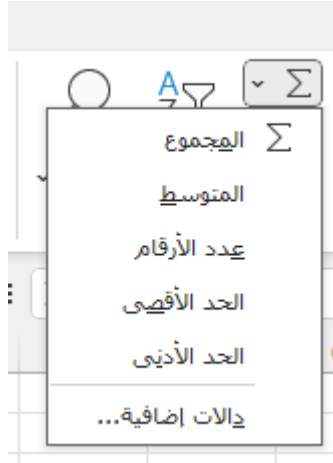 A
Z
Σ
Σ المجموع
المتوسط
عدد الأرقام
الحد الأقصى
الحد الأدنى
دالات إضافية...